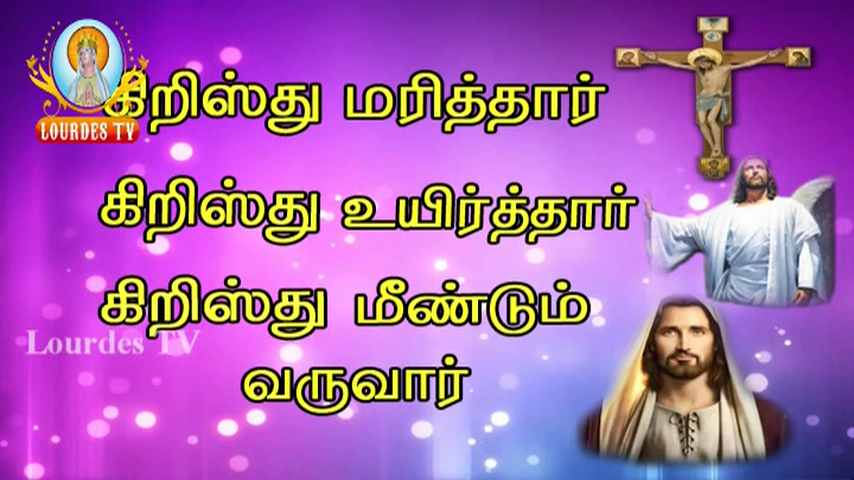 கிறிஸ்து மரித்தார்
LOURDES TV
கிறிஸ்து உயிர்த்தார்
கிறிஸ்து மீண்டும்
Lourdes TV
வருவார்